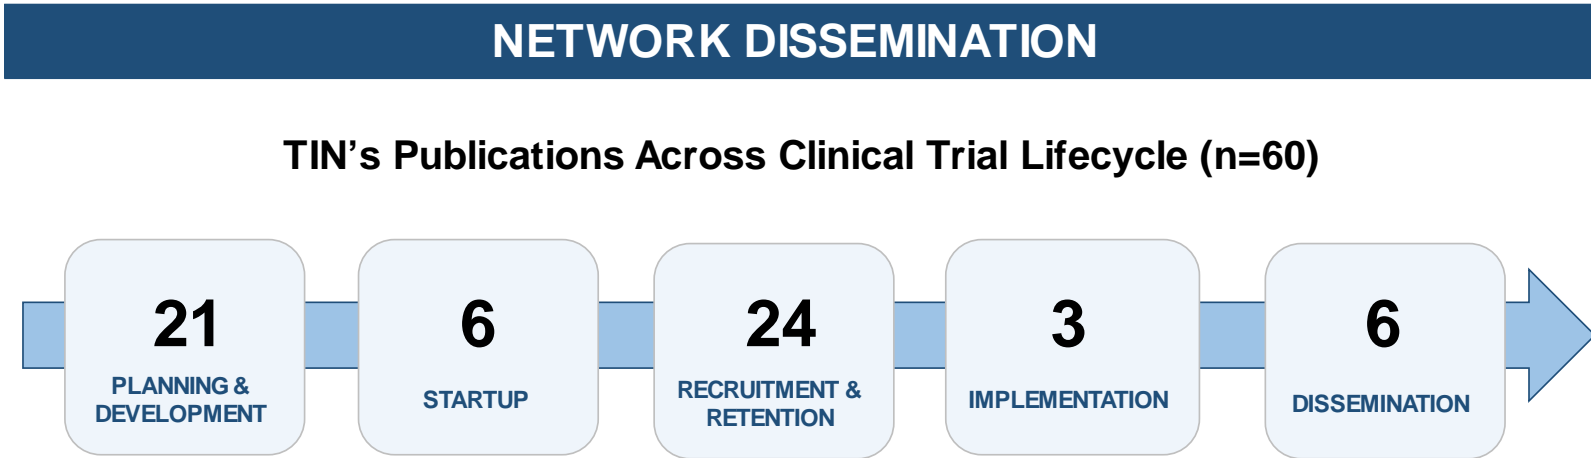 NETWORK DISSEMINATION
TIN’s Publications Across Clinical Trial Lifecycle (n=60)
21
PLANNING &
DEVELOPMENT
6
STARTUP
24
RECRUITMENT &
RETENTION
3
IMPLEMENTATION
6
DISSEMINATION